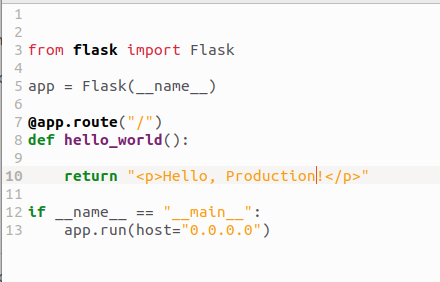 1
2
3 from flask import Flask
4
5 app = Flask(__name__)
6
7 @app.route("/")
8 def hello_world():
9
10     return "<p>Hello, Production!</p>"
11
12 if __name__ == "__main__":
13     app.run(host="0.0.0.0")